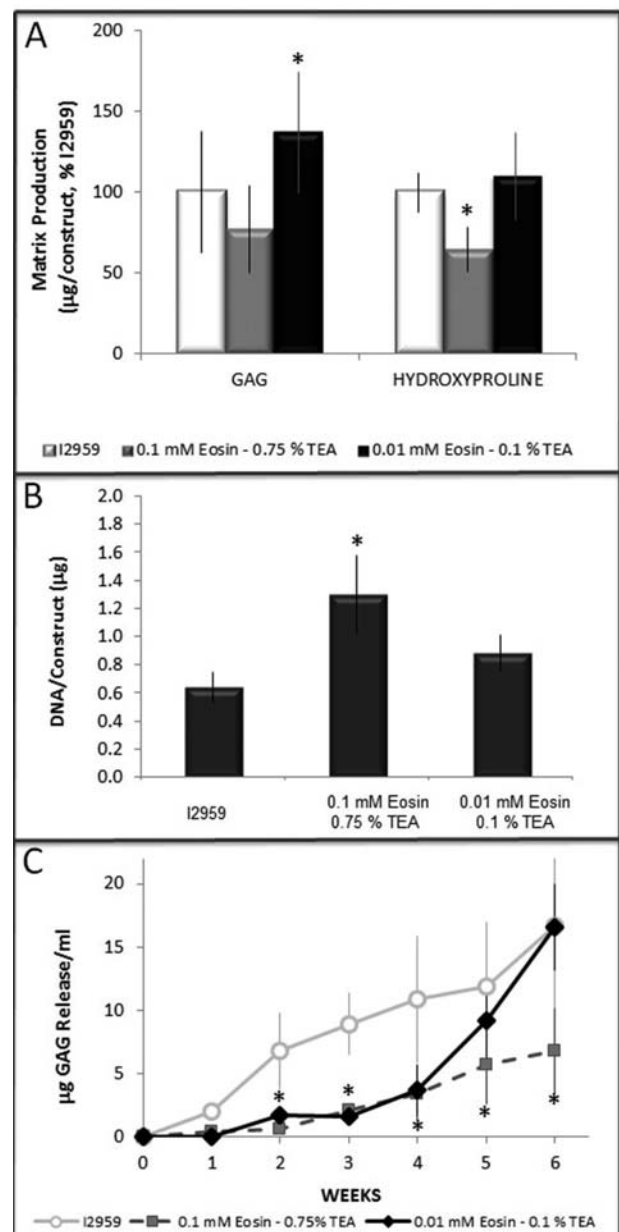 A
Matrix Production
(µg/construct, % I2959)
200
150
100
50
0
*
*
GAG HYDROXYPROLINE
I2959 0.1 mM Eosin - 0.75 % TEA 0.01 mM Eosin - 0.1 % TEA
B
DNA/Construct (µg)
2.0
1.8
1.6
1.4
1.2
1.0
0.8
0.6
0.4
0.2
0.0
*
I2959
0.1 mM Eosin
0.75 % TEA
0.01 mM Eosin
0.1 % TEA
C
µg GAG Release/ml
20
15
10
5
0
* * * * *
0 1 2 3 4 5 6
WEEKS
I2959 0.1 mM Eosin - 0.75% TEA 0.01 mM Eosin - 0.1 % TEA